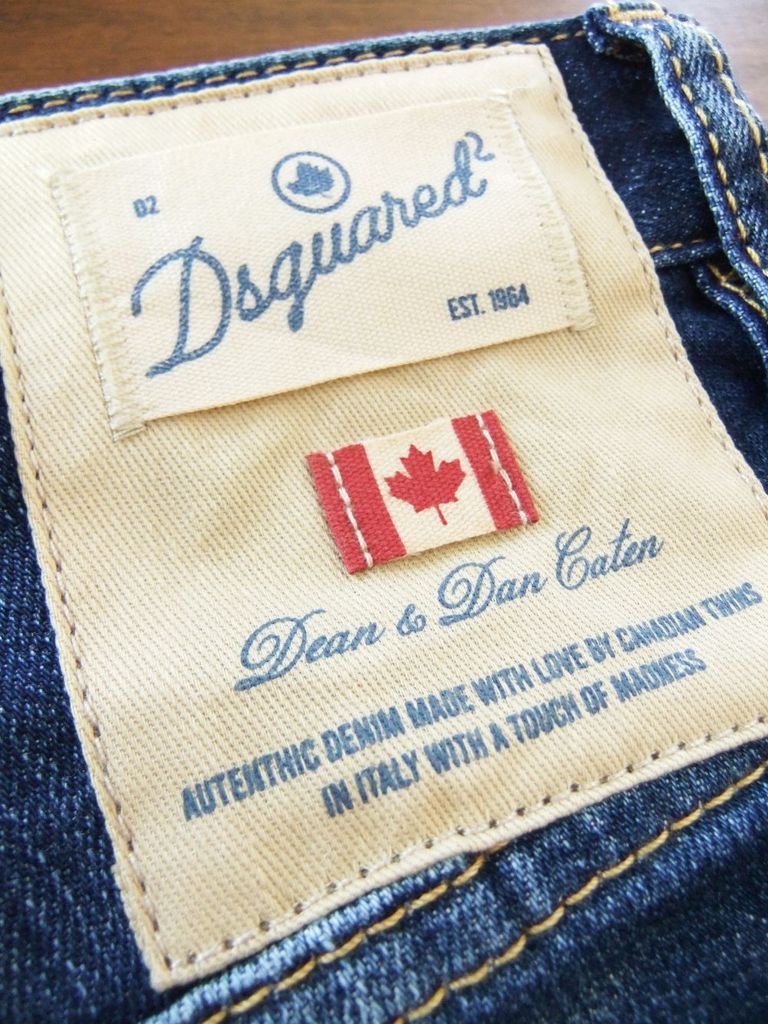 D2
Dsquared²
EST. 1964
Dean & Dan Caten
AUTENTHIC DENIM MADE WITH LOVE BY CANADIAN TWINS
IN ITALY WITH A TOUCH OF MADNESS